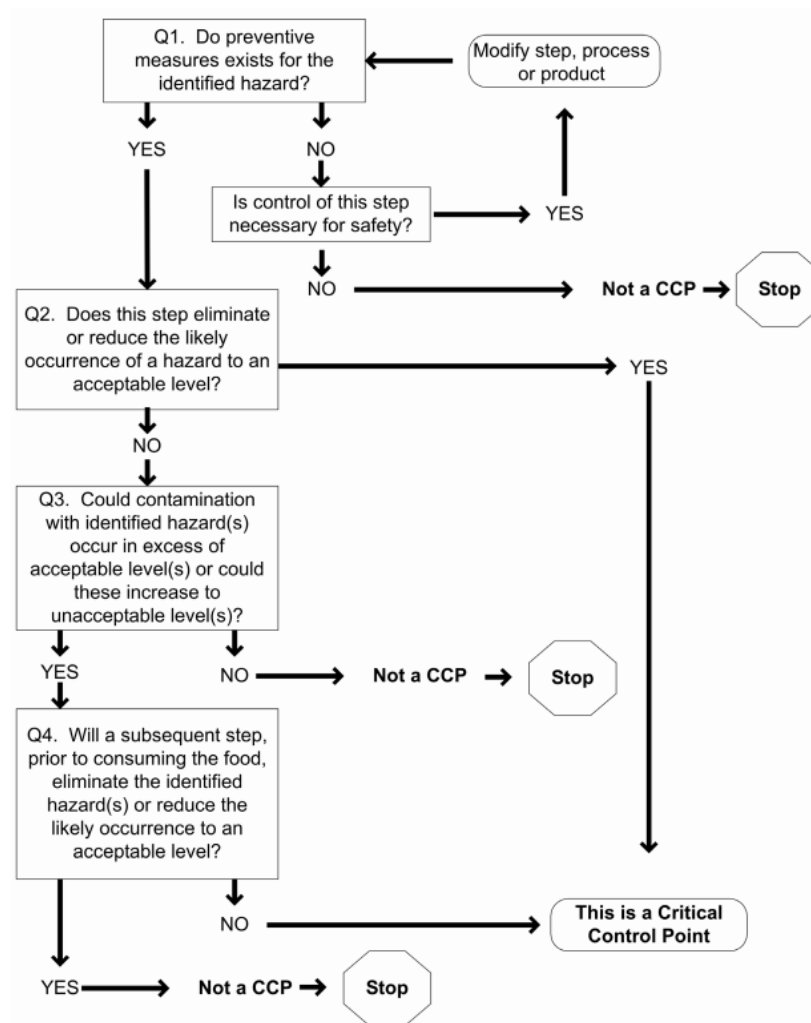 Q1. Do preventive
measures exists for the
identified hazard?
Modify step, process
or product
YES
NO
Is control of this step
necessary for safety?
YES
NO
Not a CCP
Stop
Q2. Does this step eliminate
or reduce the likely
occurrence of a hazard to an
acceptable level?
YES
NO
Q3. Could contamination
with identified hazard(s)
occur in excess of
acceptable level(s) or could
these increase to
unacceptable level(s)?
YES
NO
Not a CCP
Stop
Q4. Will a subsequent step,
prior to consuming the food,
eliminate the identified
hazard(s) or reduce the
likely occurrence to an
acceptable level?
NO
This is a Critical
Control Point
YES
Not a CCP
Stop